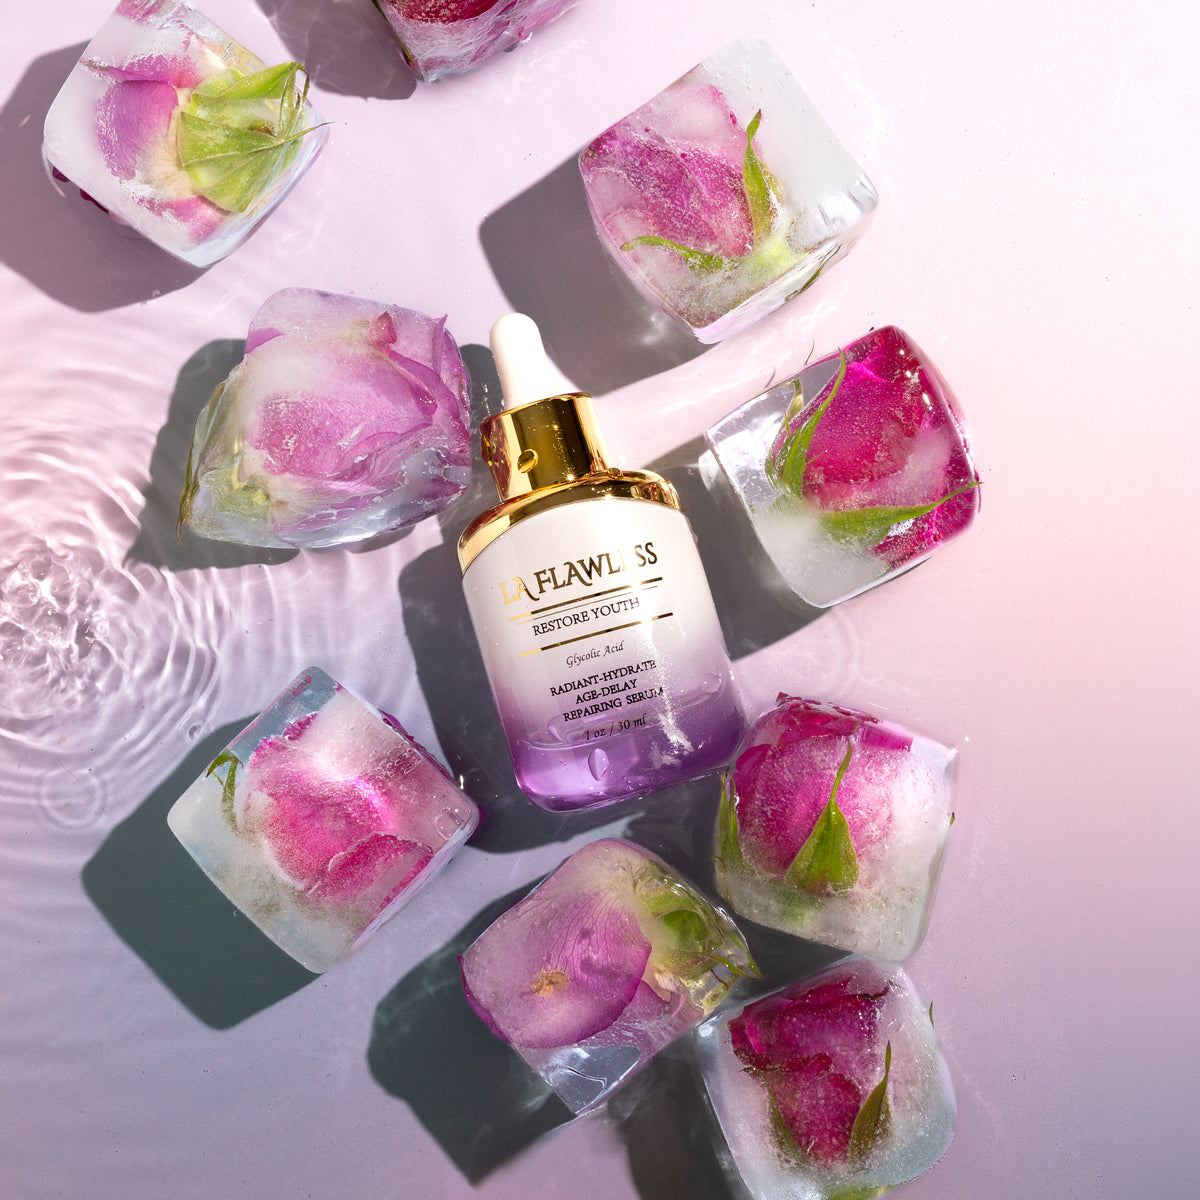 LA FLAWLESS
RESTORE YOUTH
Glycolic Acid
RADIANT-HYDRATE
AGE-DELAY
REPAIRING SERUM
1 oz / 30 ml